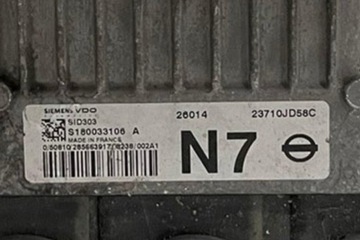 SIEMENS VDO
SID303
S180033106 A
MADE IN FRANCE
26014
23710JD58C
N7